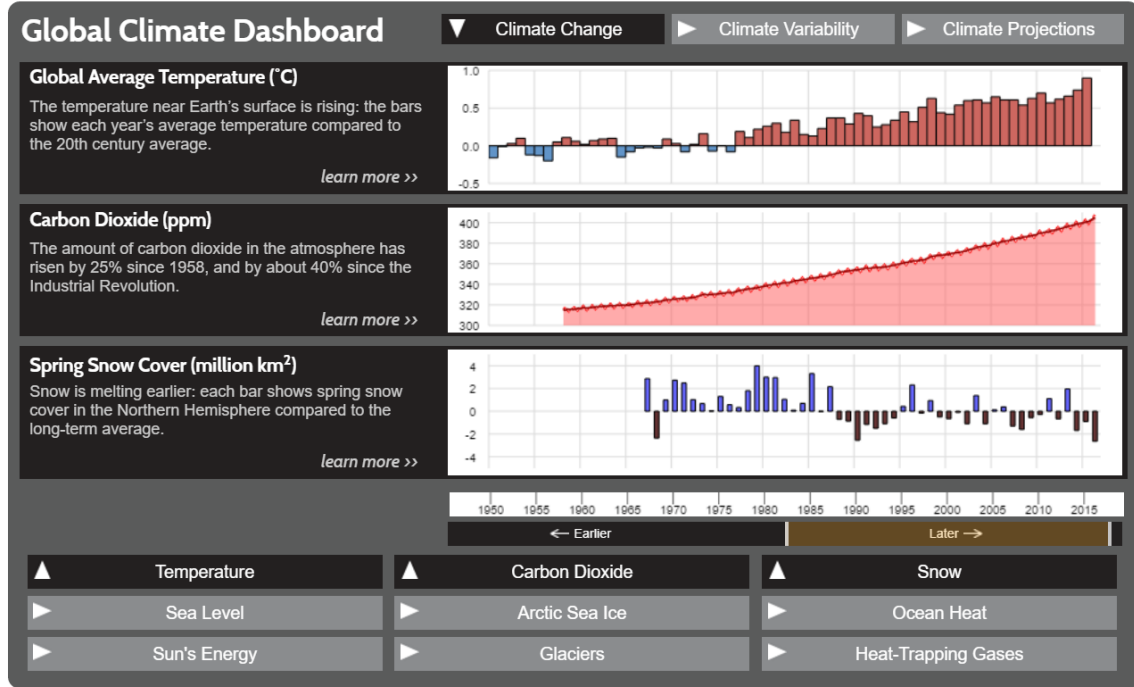 Global Climate Dashboard
Climate Change
Climate Variability
Climate Projections
Global Average Temperature (˚C)
The temperature near Earth's surface is rising: the bars
show each year's average temperature compared to
the 20th century average.
learn more >>
1.0
0.5
0.0
-0.5
Carbon Dioxide (ppm)
The amount of carbon dioxide in the atmosphere has
risen by 25% since 1958, and by about 40% since the
Industrial Revolution.
learn more >>
400
380
360
340
320
300
Spring Snow Cover (million km²)
Snow is melting earlier: each bar shows spring snow
cover in the Northern Hemisphere compared to the
long-term average.
learn more >>
4
2
0
-2
-4
1950 1955 1960 1965 1970 1975 1980 1985 1990 1995 2000 2005 2010 2015
← Earlier
Later →
Temperature
Carbon Dioxide
Snow
Sea Level
Arctic Sea Ice
Ocean Heat
Sun's Energy
Glaciers
Heat-Trapping Gases